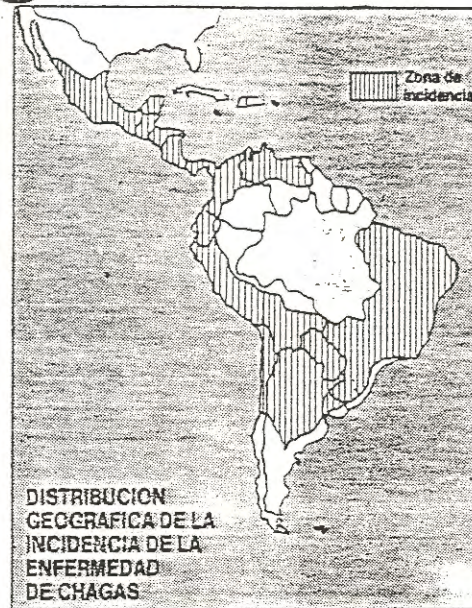 Zona de
incidencia
DISTRIBUCION
GEOGRAFICA DE LA
INCIDENCIA DE LA
ENFERMEDAD
DE CHAGAS